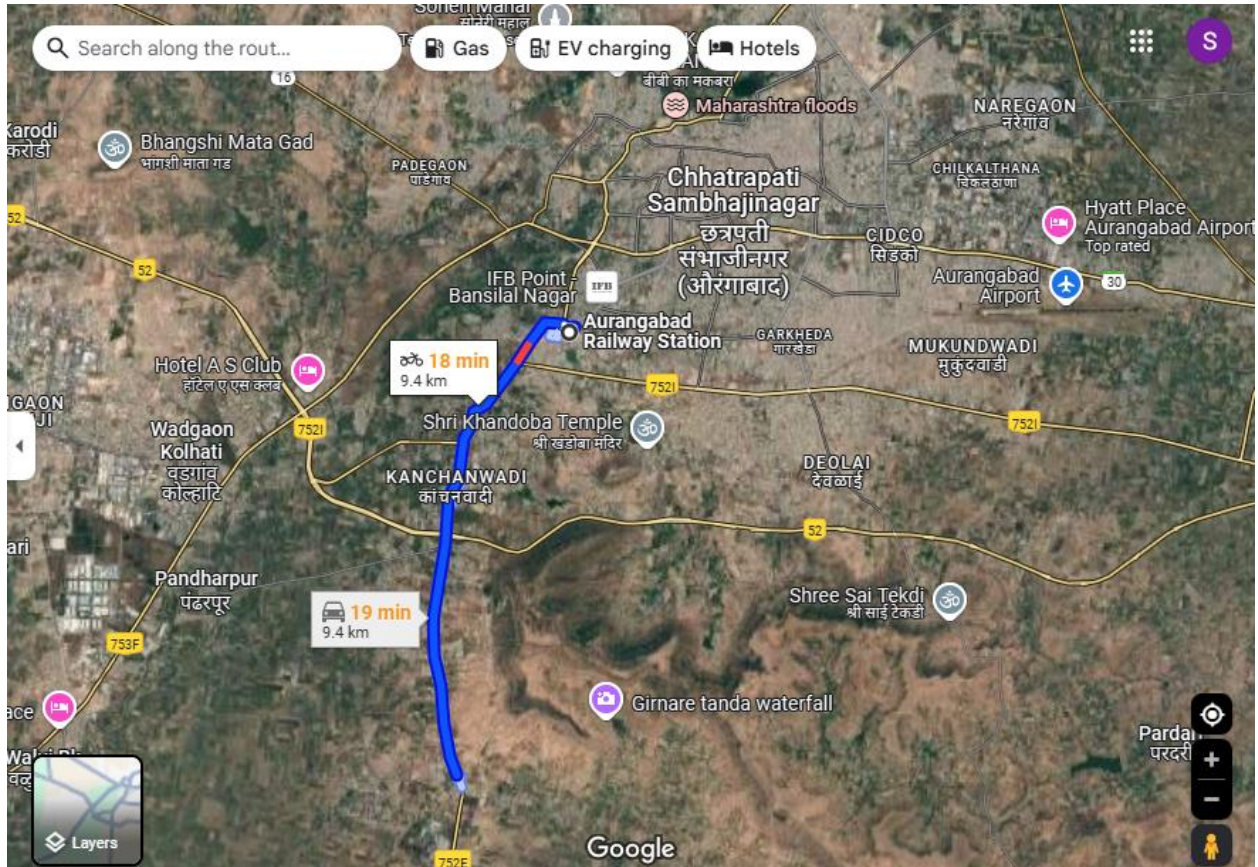 Soneri Mahal
सोनेरी महाल
Search along the rout...
Gas
EV charging
Hotels
S
बीबी का मकबरा
16
Maharashtra floods
NAREGAON
नरेगांव
Karodi
करोडी
Bhangshi Mata Gad
भांगशी माता गड
PADEGAON
पाडेगाव
CHILKALTHANA
चिकलठाणा
Chhatrapati
Sambhajinagar
छत्रपती
संभाजीनगर
(औरंगाबाद)
Hyatt Place
Aurangabad Airport
Top rated
52
CIDCO
सिडको
52
IFB Point
Bansilal Nagar
IFB
Aurangabad
Airport
30
Aurangabad
Railway Station
GARKHEDA
गारखेडा
MUKUNDWADI
मुकुंदवाडी
18 min
9.4 km
Hotel A S Club
हॉटेल ए एस क्लब
752I
Shri Khandoba Temple
श्री खंडोबा मंदिर
752I
752I
Wadgaon
Kolhati
वडगांव
कोल्हाटि
KANCHANWADI
कांचनवाडी
DEOLAI
देवळाई
52
Pandharpur
पंढरपूर
19 min
9.4 km
Shree Sai Tekdi
श्री साई टेकडी
753F
Girnare tanda waterfall
Pardari
परदरी
Layers
Google
752E